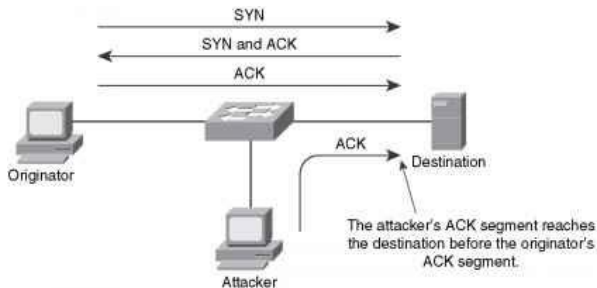 SYN
SYN and ACK
ACK
ACK
Originator
Destination
The attacker's ACK segment reaches
the destination before the originator's
ACK segment.
Attacker